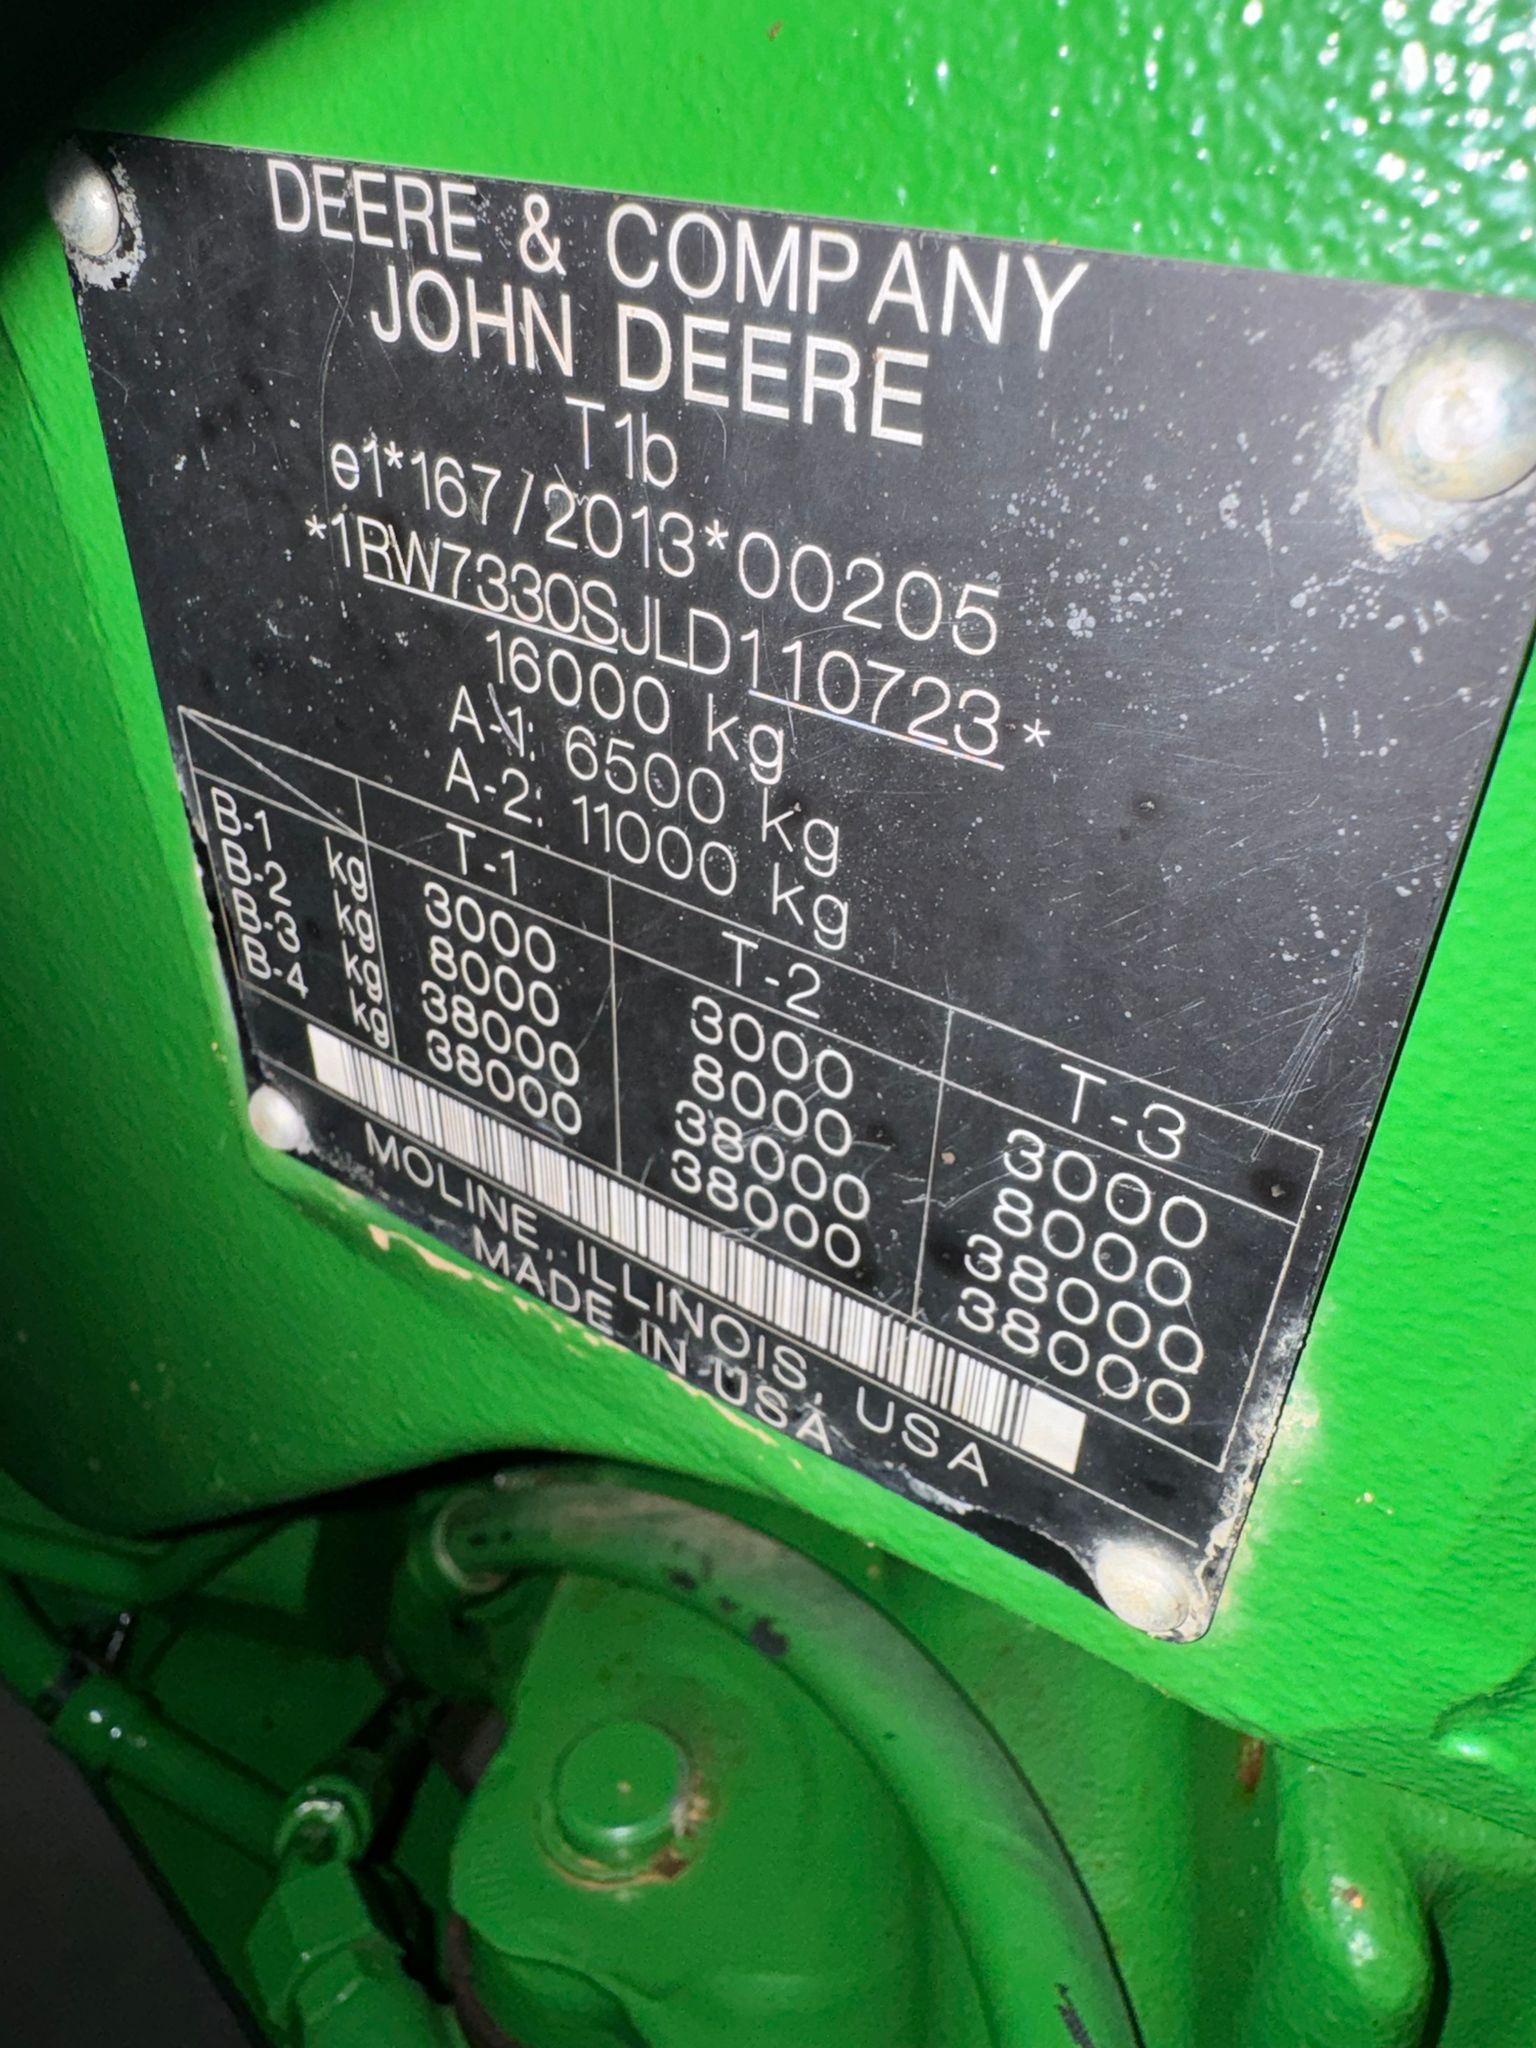 DEERE & COMPANY
JOHN DEERE
T1b
e1*167/2013*00205
*1RW7330SJLD110723*
16000 kg
A-1: 6500 kg
A-2: 11000 kg
T-1 T-2 T-3
B-1 kg 3000 3000 3000
B-2 kg 8000 8000 8000
B-3 kg 38000 38000 38000
B-4 kg 38000 38000 38000
MOLINE, ILLINOIS, USA
MADE IN USA